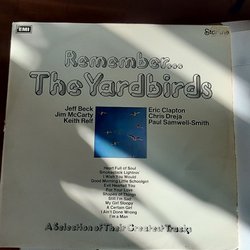 EMI
Starline
Remember...
The Yardbirds
Jeff Beck
Jim McCarty
Keith Relf
Eric Clapton
Chris Dreja
Paul Samwell-Smith
Heart Full of Soul
Smokestack Lightnin'
I Wish You Would
Good Morning Little Schoolgirl
Evil Hearted You
For Your Love
Shapes of Things
Still I'm Sad
My Girl Sloopy
A Certain Girl
I Ain't Done Wrong
I'm a Man
A Selection of Their Greatest Tracks